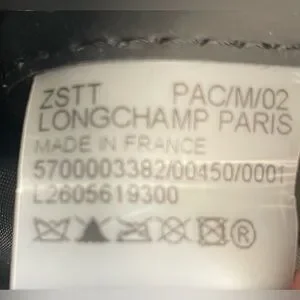 ZSTT PAC/M/02
LONGCHAMP PARIS
MADE IN FRANCE
5700003382/00450/0001
L2605619300
®